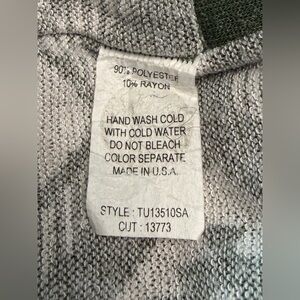 90% POLYESTER
10% RAYON
HAND WASH COLD
WITH COLD WATER
DO NOT BLEACH
COLOR SEPARATE
MADE IN U.S.A.
STYLE : TU13510SA
CUT : 13773